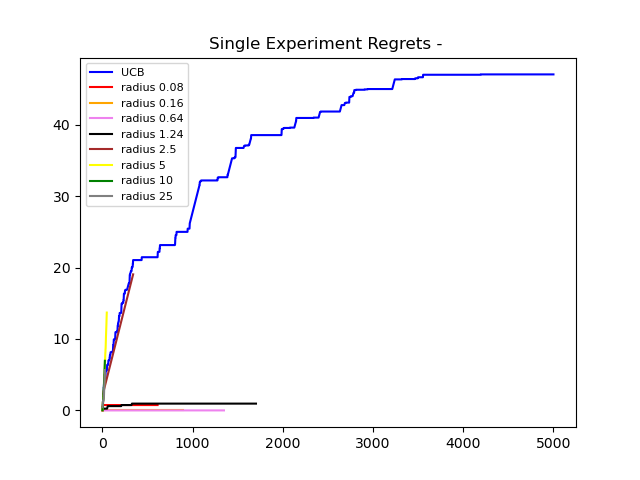 Single Experiment Regrets -
UCB
radius 0.08
radius 0.16
radius 0.64
radius 1.24
radius 2.5
radius 5
radius 10
radius 25
40
30
20
10
0
0 1000 2000 3000 4000 5000